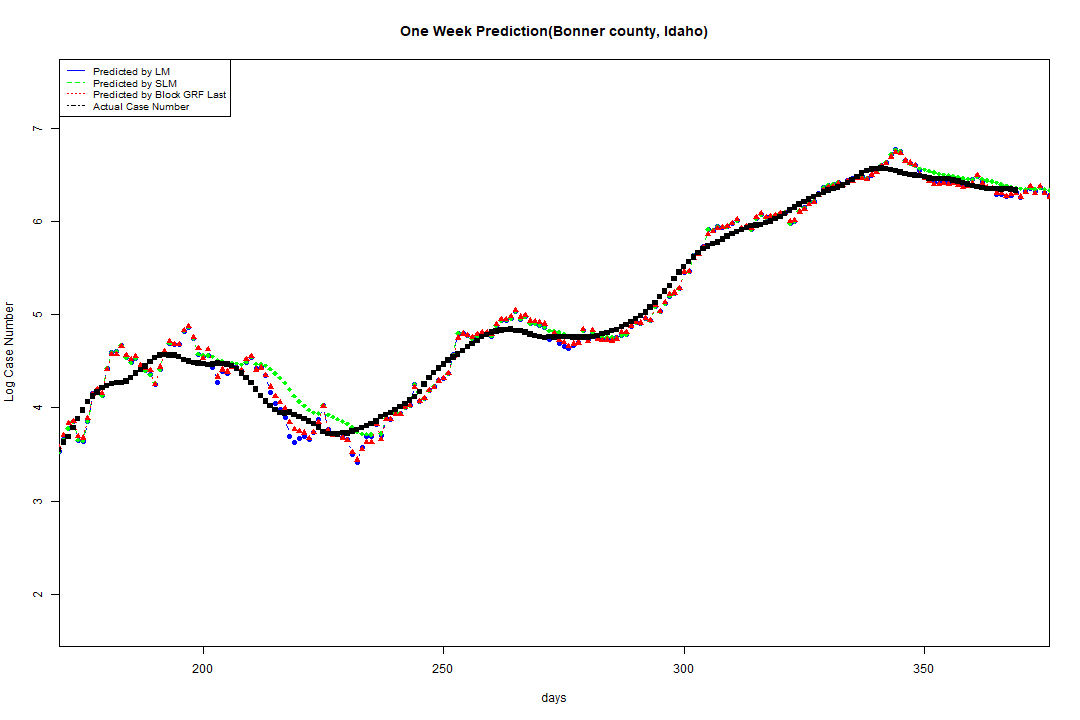 One Week Prediction(Bonner county, Idaho)
Predicted by LM
Predicted by SLM
Predicted by Block GRF Last
Actual Case Number
Log Case Number
7
6
5
4
3
2
200 250 300 350
days